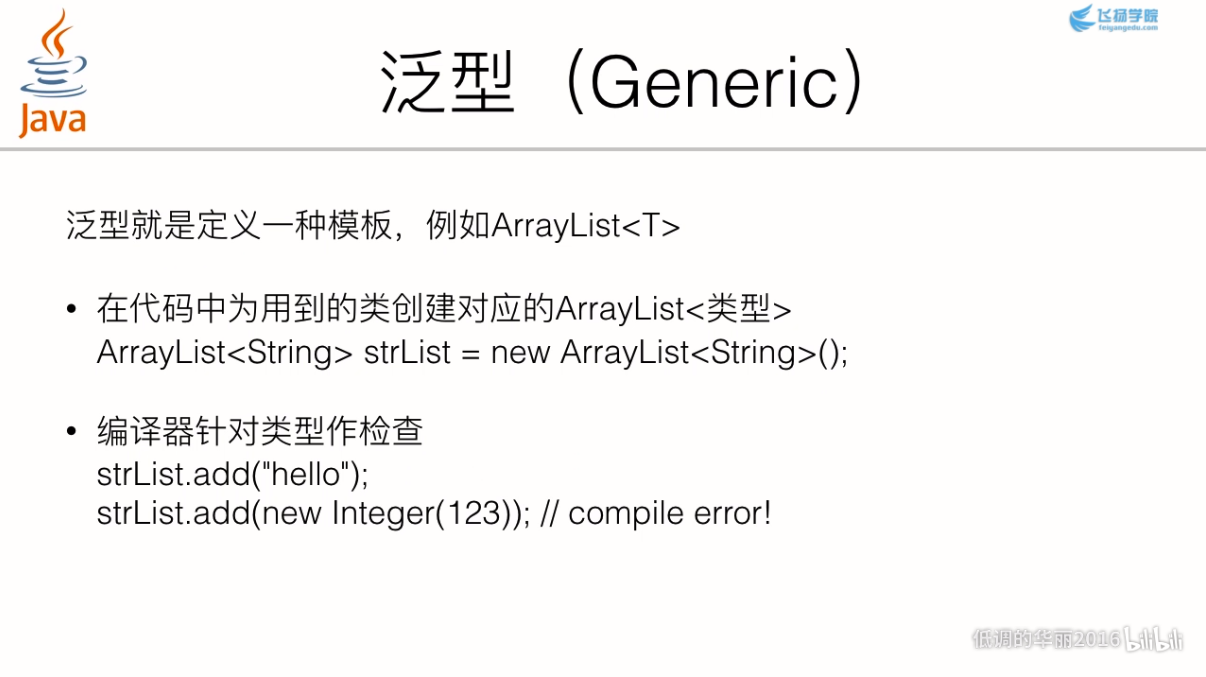 Java
飞扬学院
feiyangedu.com
泛型（Generic）
泛型就是定义一种模板，例如ArrayList<T>
• 在代码中为用到的类创建对应的ArrayList<类型>
ArrayList<String> strList = new ArrayList<String>();
• 编译器针对类型作检查
strList.add("hello");
strList.add(new Integer(123)); // compile error!
低调的华丽2016 bilibili